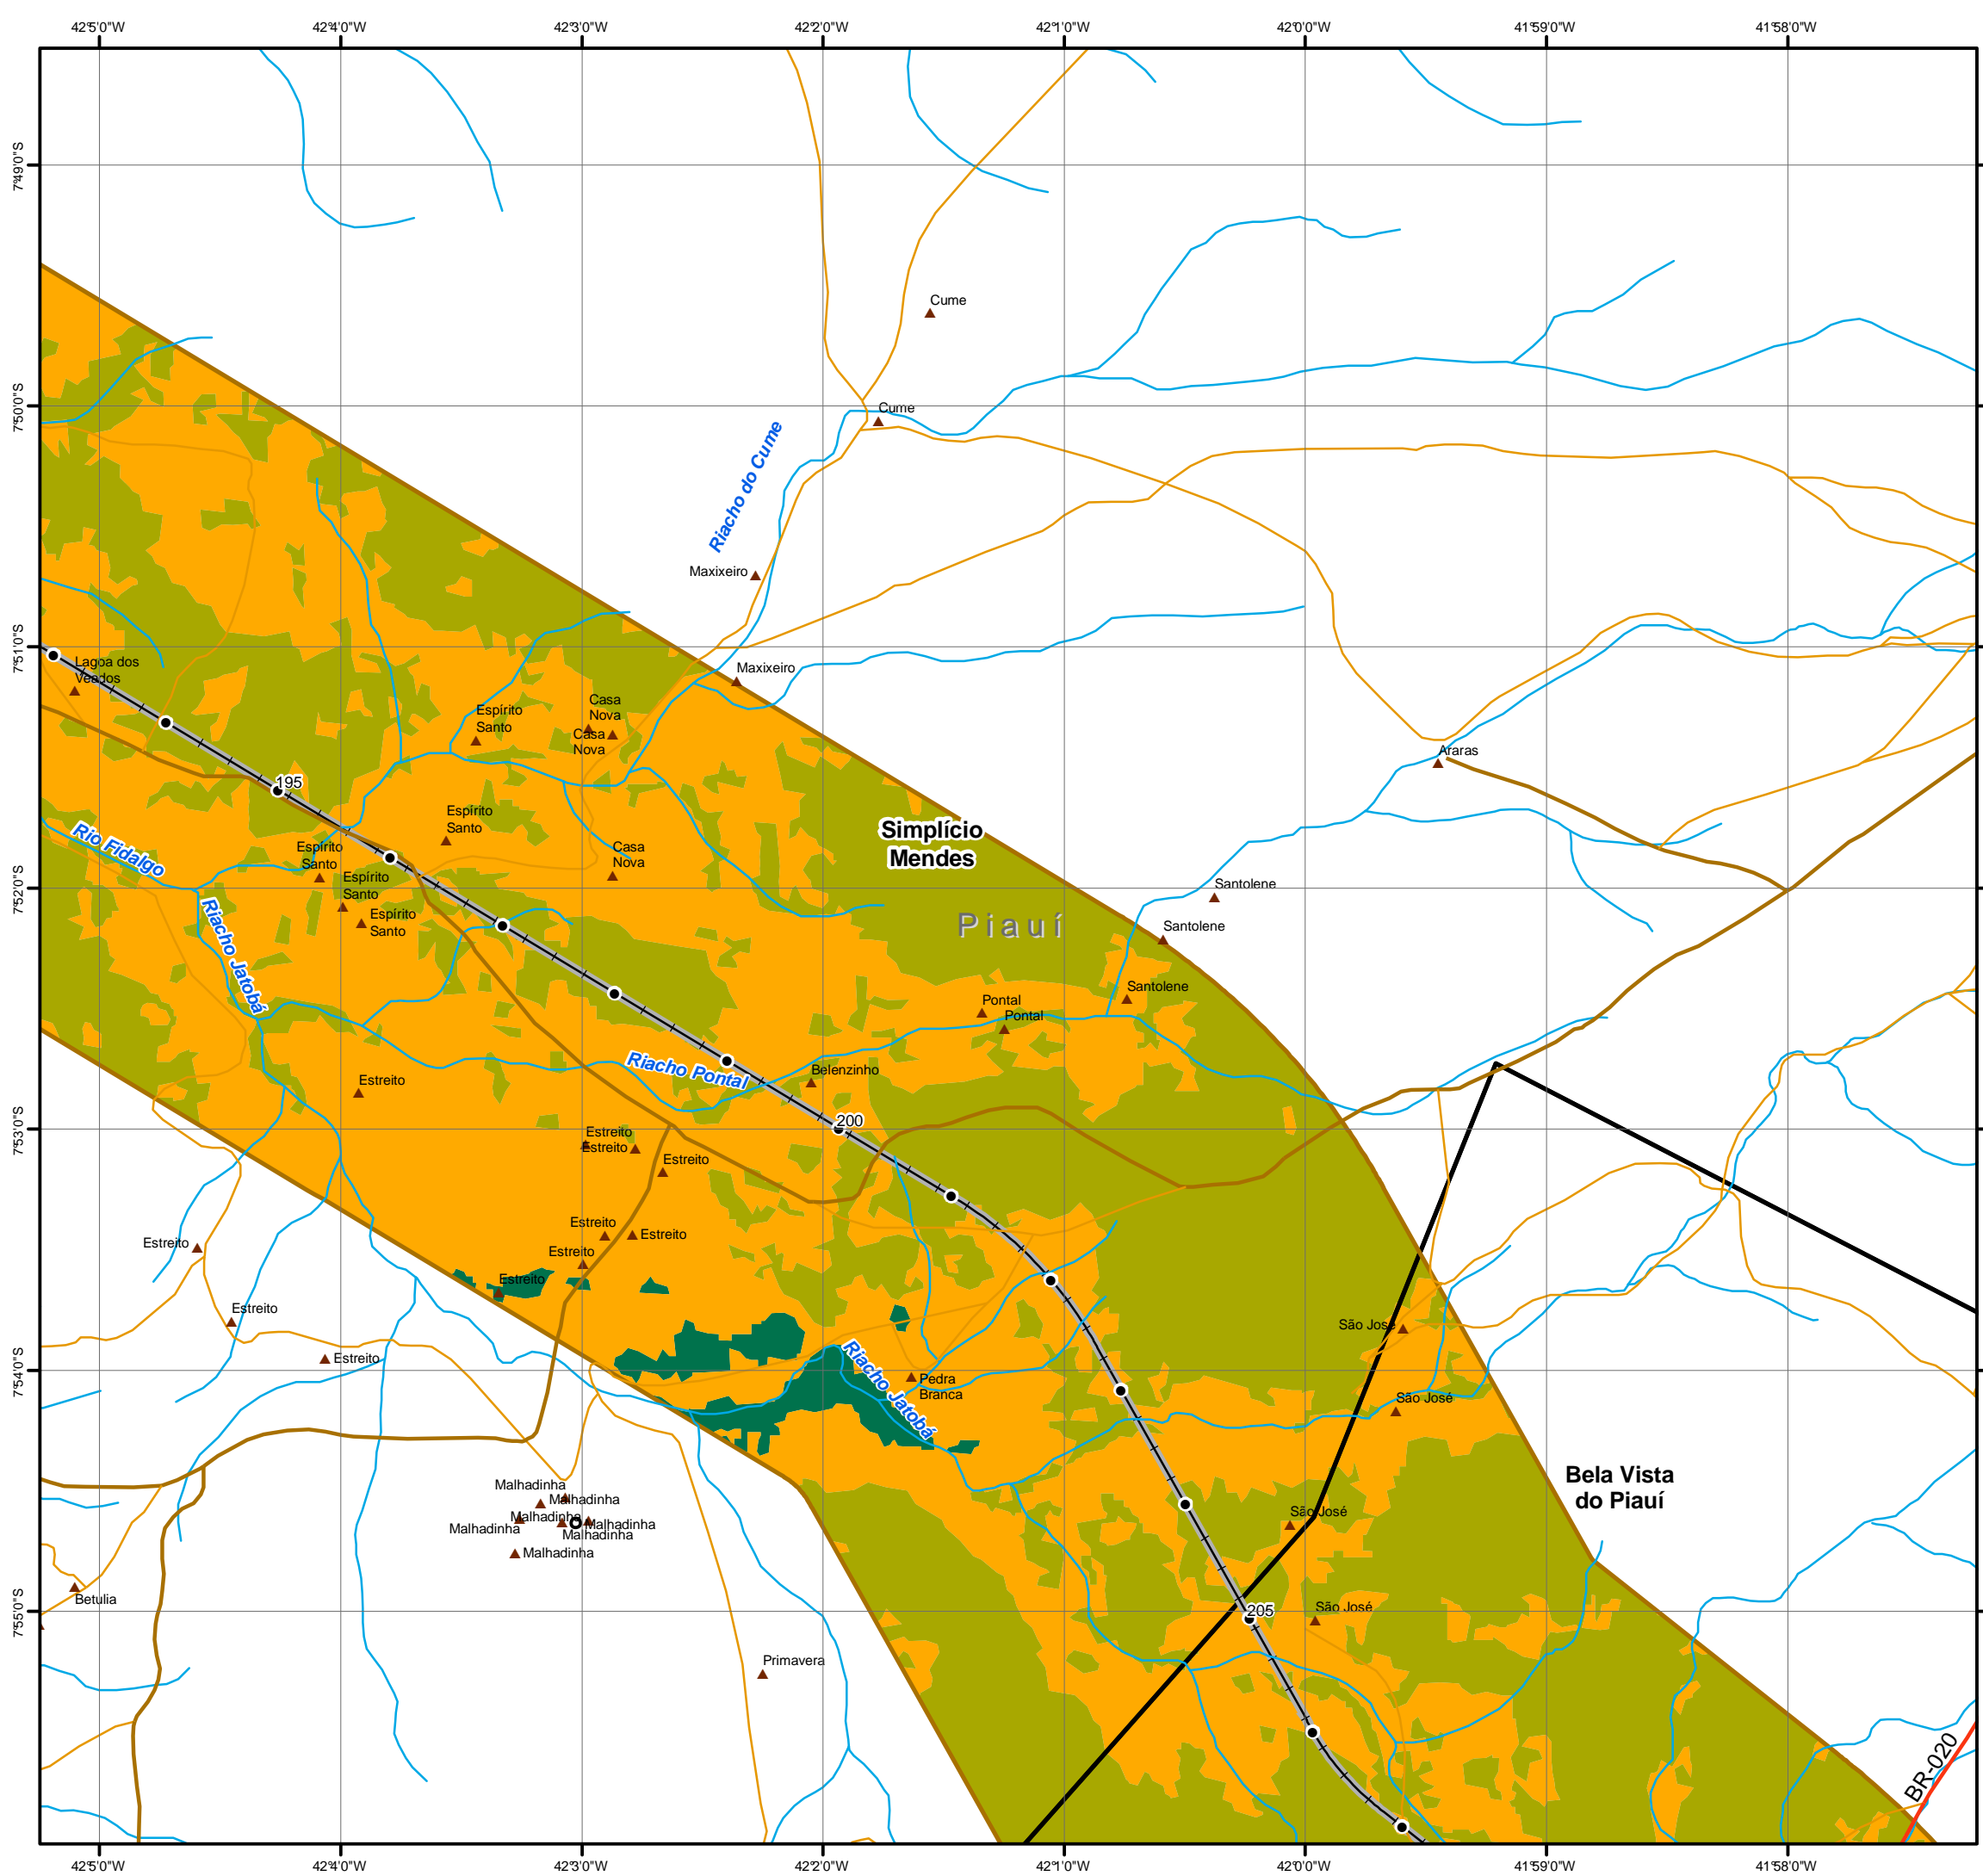 42°5'0"W
42°4'0"W
42°3'0"W
42°2'0"W
42°1'0"W
42°0'0"W
41°59'0"W
41°58'0"W
7°49'0"S
7°50'0"S
7°51'0"S
7°52'0"S
7°53'0"S
7°54'0"S
7°55'0"S
Cume
Cume
Riacho do Cume
Maxixeiro
Maxixeiro
Lagoa dos
Veados
Espírito
Santo
Casa
Nova
Casa
Nova
Araras
195
Espírito
Santo
Simplício
Mendes
Rio Fidalgo
Espírito
Santo
Casa
Nova
Espírito
Santo
Espírito
Santo
Santolene
Riacho Jatobá
Piauí
Santolene
Santolene
Pontal
Pontal
Riacho Pontal
Belenzinho
Estreito
200
Estreito
Estreito
Estreito
Estreito
Estreito
Estreito
Estreito
Estreito
Estreito
São José
Riacho Jatobá
Estreito
Pedra
Branca
São José
Bela Vista
do Piauí
Malhadinha
Malhadinha
Malhadinha
Malhadinha
Malhadinha
Malhadinha
Malhadinha
São José
Betulia
205
São José
Primavera
BR-020
42°5'0"W
42°4'0"W
42°3'0"W
42°2'0"W
42°1'0"W
42°0'0"W
41°59'0"W
41°58'0"W